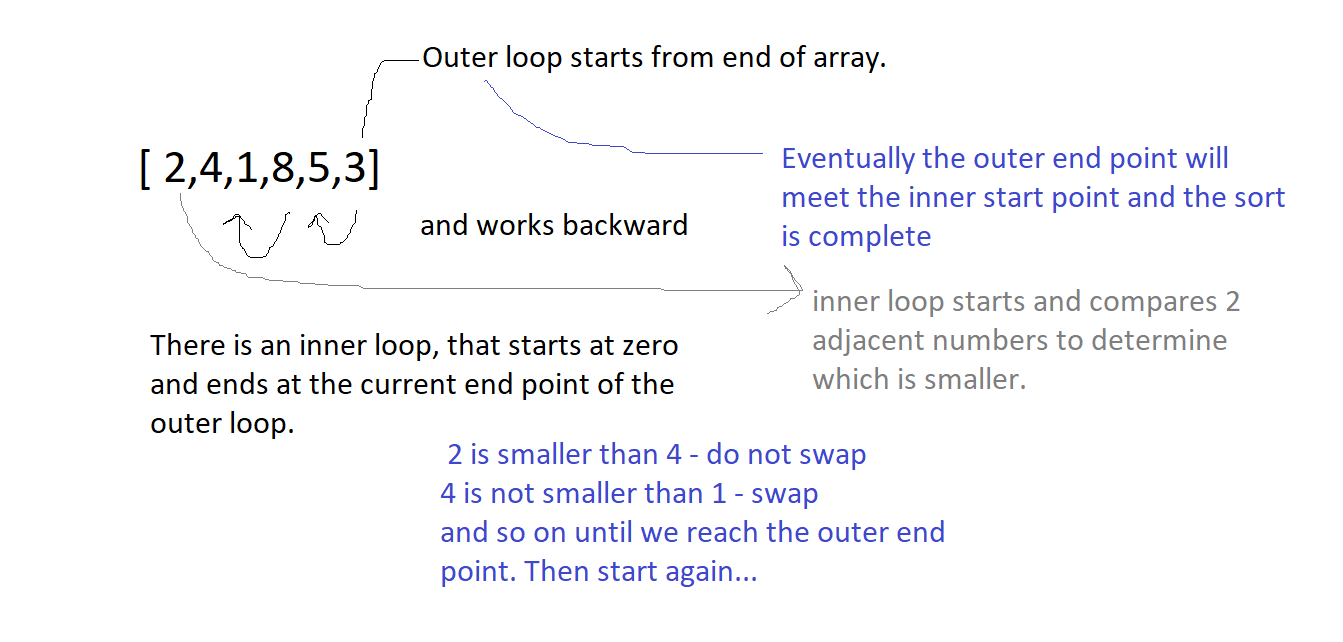 Outer loop starts from end of array.
[ 2,4,1,8,5,3]
and works backward
Eventually the outer end point will
meet the inner start point and the sort
is complete
inner loop starts and compares 2
adjacent numbers to determine
which is smaller.
There is an inner loop, that starts at zero
and ends at the current end point of the
outer loop.
2 is smaller than 4 - do not swap
4 is not smaller than 1 - swap
and so on until we reach the outer end
point. Then start again...